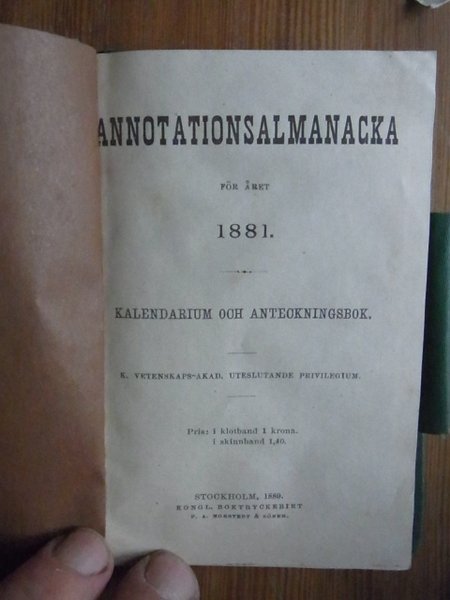 ANNOTATIONSALMANACKA
FÖR ÅRET
1881.
KALENDARIUM OCH ANTECKNINGSBOK.
K. VETENSKAPS-AKAD. UTESLUTANDE PRIVILEGIUM.
Pris: i klotband 1 krona.
i skinnband 1,40.
STOCKHOLM, 1880.
KONGL. BOKTRYCKERIET
P. A. NORSTEDT & SÖNER.